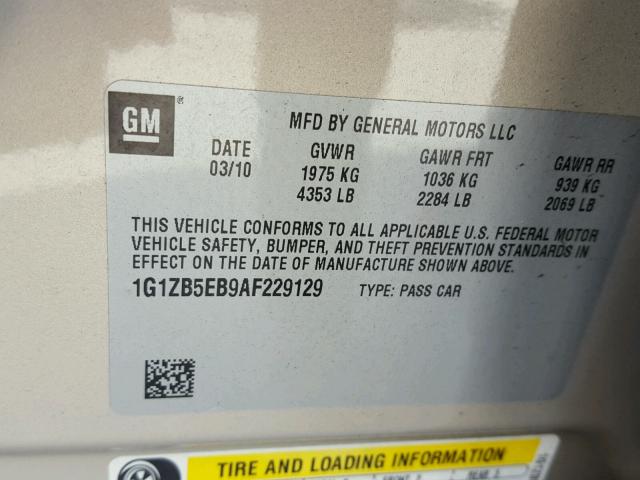 GM®
MFD BY GENERAL MOTORS LLC
DATE GVWR GAWR FRT GAWR RR
03/10 1975 KG 1036 KG 939 KG
4353 LB 2284 LB 2069 LB
THIS VEHICLE CONFORMS TO ALL APPLICABLE U.S. FEDERAL MOTOR
VEHICLE SAFETY, BUMPER, AND THEFT PREVENTION STANDARDS IN
EFFECT ON THE DATE OF MANUFACTURE SHOWN ABOVE.
1G1ZB5EB9AF229129 TYPE: PASS CAR
TIRE AND LOADING INFORMATION